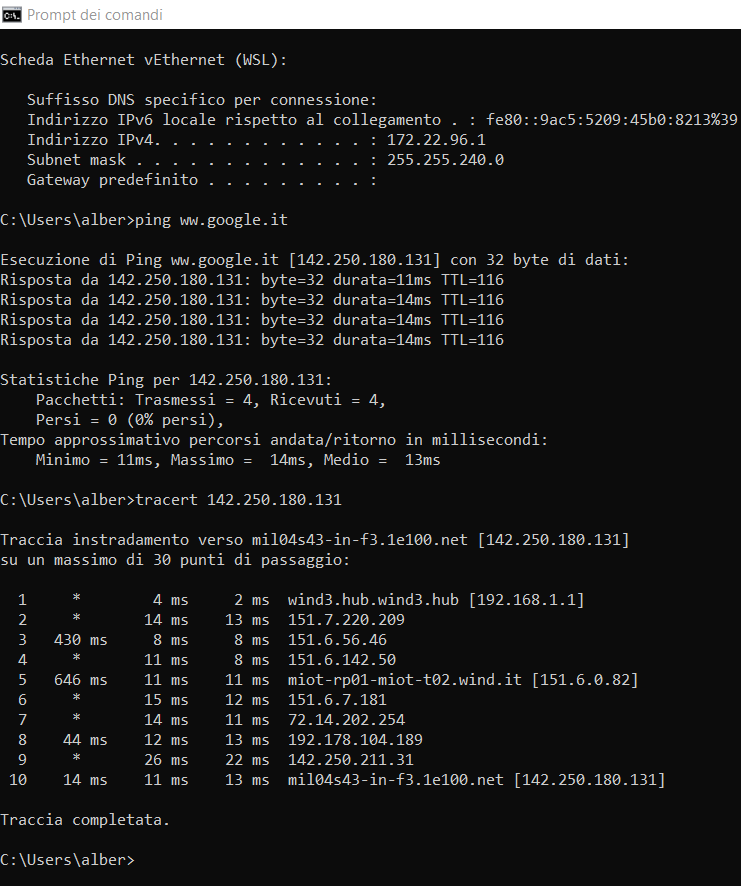 Prompt dei comandi
Scheda Ethernet vEthernet (WSL):
Suffisso DNS specifico per connessione:
Indirizzo IPv6 locale rispetto al collegamento . : fe80::9ac5:5209:45b0:8213%39
Indirizzo IPv4. . . . . . . . . . . . : 172.22.96.1
Subnet mask . . . . . . . . . . . . . : 255.255.240.0
Gateway predefinito . . . . . . . . . :
C:\Users\alber>ping ww.google.it
Esecuzione di Ping ww.google.it [142.250.180.131] con 32 byte di dati:
Risposta da 142.250.180.131: byte=32 durata=11ms TTL=116
Risposta da 142.250.180.131: byte=32 durata=14ms TTL=116
Risposta da 142.250.180.131: byte=32 durata=14ms TTL=116
Risposta da 142.250.180.131: byte=32 durata=14ms TTL=116
Statistiche Ping per 142.250.180.131:
Pacchetti: Trasmessi = 4, Ricevuti = 4,
Persi = 0 (0% persi),
Tempo approssimativo percorsi andata/ritorno in millisecondi:
Minimo = 11ms, Massimo =  14ms, Medio =  13ms
C:\Users\alber>tracert 142.250.180.131
Traccia instradamento verso mil04s43-in-f3.1e100.net [142.250.180.131]
su un massimo di 30 punti di passaggio:
1     *        4 ms     2 ms  wind3.hub.wind3.hub [192.168.1.1]
2     *       14 ms    13 ms  151.7.220.209
3   430 ms     8 ms     8 ms  151.6.56.46
4     *       11 ms     8 ms  151.6.142.50
5   646 ms    11 ms    11 ms  miot-rp01-miot-t02.wind.it [151.6.0.82]
6     *       15 ms    12 ms  151.6.7.181
7     *       14 ms    11 ms  72.14.202.254
8    44 ms    12 ms    13 ms  192.178.104.189
9     *       26 ms    22 ms  142.250.211.31
10    14 ms    11 ms    13 ms  mil04s43-in-f3.1e100.net [142.250.180.131]
Traccia completata.
C:\Users\alber>